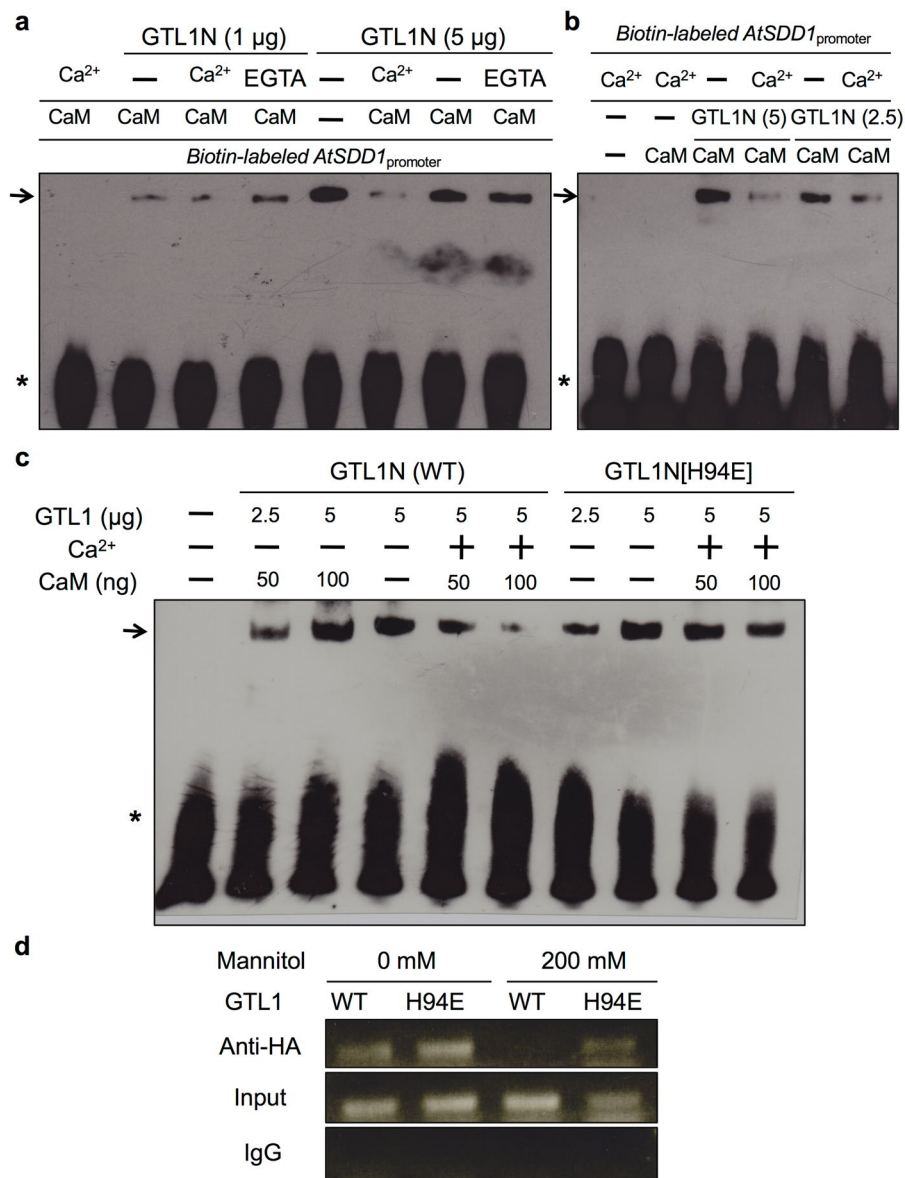 a
GTL1N (1 µg) GTL1N (5 µg)
Ca²⁺ — Ca²⁺ EGTA — Ca²⁺ — EGTA
CaM CaM CaM CaM — CaM CaM CaM
Biotin-labeled AtSDD1promoter
*
b
Biotin-labeled AtSDD1promoter
Ca²⁺ Ca²⁺ — Ca²⁺ — Ca²⁺
— — GTL1N (5) GTL1N (2.5)
— CaM CaM CaM CaM CaM
*
c
GTL1N (WT) GTL1N[H94E]
GTL1 (µg) — 2.5 5 5 5 5 2.5 5 5 5
Ca²⁺ — — — — + + — — + +
CaM (ng) — 50 100 — 50 100 — — 50 100
*
d
Mannitol 0 mM 200 mM
GTL1 WT H94E WT H94E
Anti-HA
Input
IgG